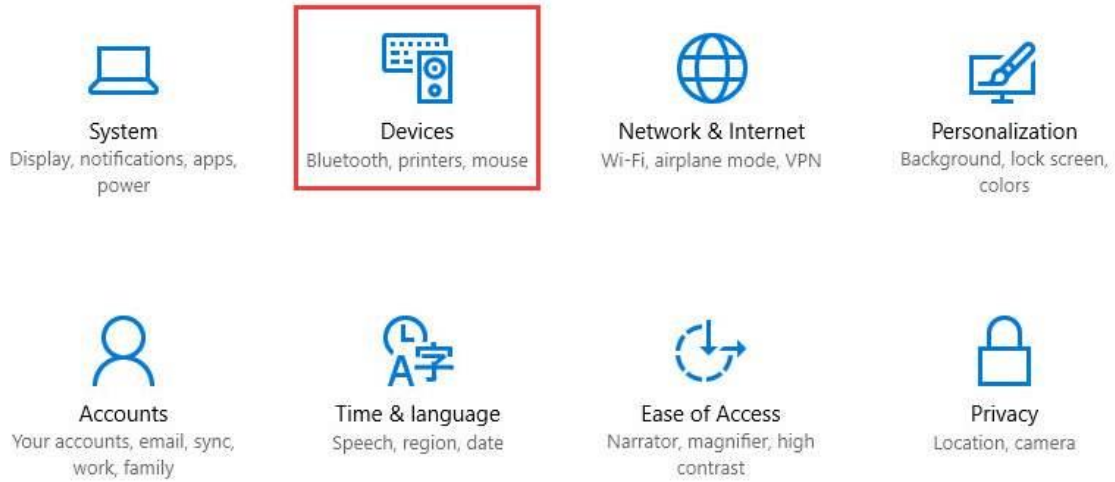 System
Display, notifications, apps,
power
Devices
Bluetooth, printers, mouse
Network & Internet
Wi-Fi, airplane mode, VPN
Personalization
Background, lock screen,
colors
Accounts
Your accounts, email, sync,
work, family
A字
Time & language
Speech, region, date
Ease of Access
Narrator, magnifier, high
contrast
Privacy
Location, camera